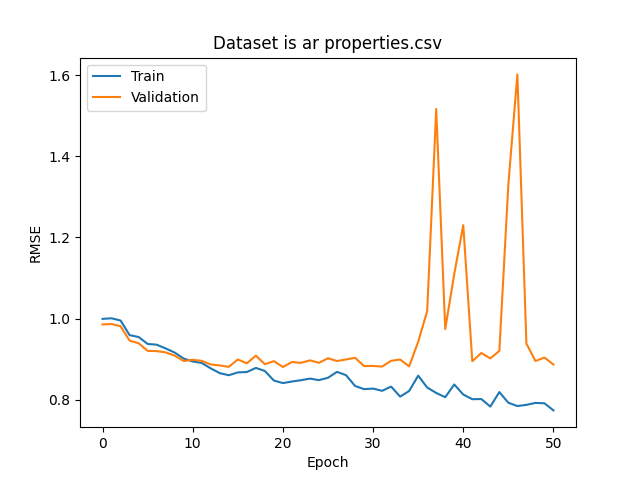 Dataset is ar properties.csv
Train
Validation
1.6
1.4
1.2
1.0
0.8
RMSE
0 10 20 30 40 50
Epoch